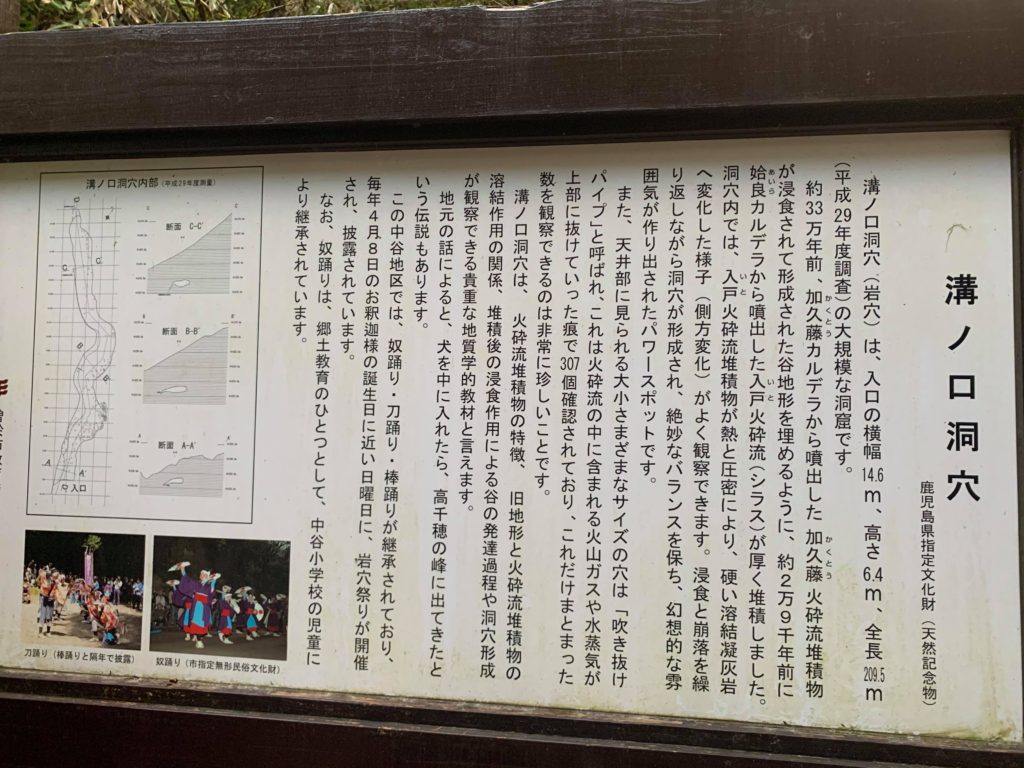 溝ノ口洞穴
鹿児島県指定文化財（天然記念物）
溝ノ口洞穴（岩穴）は、入口の横幅14.6m、高さ6.4m、全長209.5m
（平成29年度調査）の大規模な洞窟です。
約33万年前、加久藤カルデラから噴出した加久藤火砕流堆積物
かくとう
かくとう
が浸食されて形成された谷地形を埋めるように、約2万9千年前に
姶良カルデラから噴出した入戸火砕流（シラス）が厚く堆積しました。
あいら
いと
洞穴内では、入戸火砕流堆積物が熱と圧密により、硬い溶結凝灰岩
いと
へ変化した様子（側方変化）がよく観察できます。浸食と崩落を繰
り返しながら洞穴が形成され、絶妙なバランスを保ち、幻想的な雰
囲気が作り出されたパワースポットです。
また、天井部に見られる大小さまざまなサイズの穴は「吹き抜け
パイプ」と呼ばれ、これは火砕流の中に含まれる火山ガスや水蒸気が
上部に抜けていった痕で307個確認されており、これだけまとまった
数を観察できるのは非常に珍しいことです。
溝ノ口洞穴は、火砕流堆積物の特徴、旧地形と火砕流堆積物の
溶結作用の関係、堆積後の浸食作用による谷の発達過程や洞穴形成
が観察できる貴重な地質学的教材と言えます。
地元の話によると、犬を中に入れたら、高千穂の峰に出てきたと
いう伝説もあります。
この中谷地区では、奴踊り・刀踊り・棒踊りが継承されており、
毎年4月8日のお釈迦様の誕生日に近い日曜日に、岩穴祭りが開催
され、披露されています。
なお、奴踊りは、郷土教育のひとつとして、中谷小学校の児童に
より継承されています。
溝ノ口洞穴内部（平成29年度測量）
断面 C-C'
断面 B-B'
断面 A-A'
C
C'
B
B'
A
A'
入口
刀踊り（棒踊りと隔年で披露）
奴踊り（市指定無形民俗文化財）